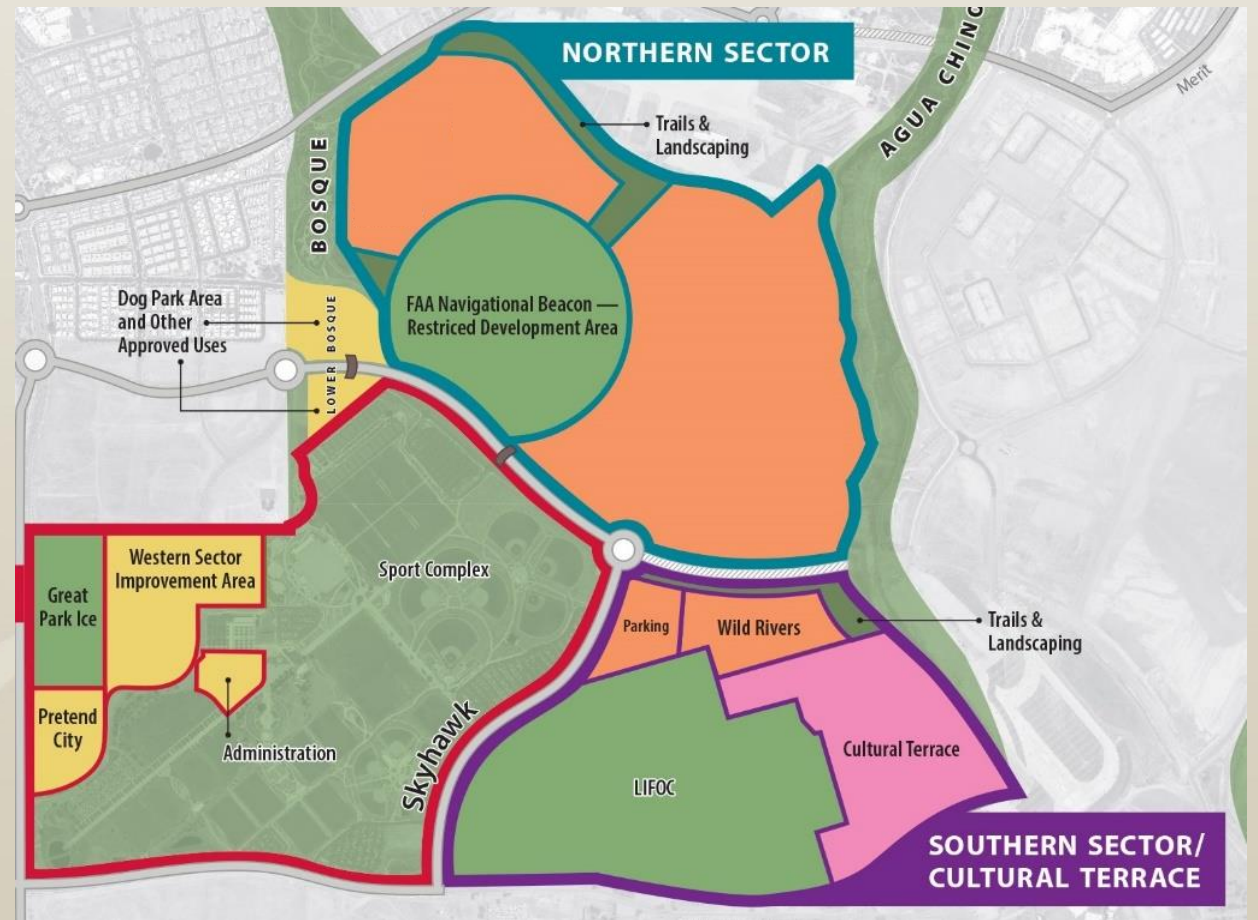 NORTHERN SECTOR
AGUA CHINO
Merit
Trails &
Landscaping
BOSQUE
Dog Park Area
and Other
Approved Uses
LOWER BOSQUE
FAA Navigational Beacon —
Restriced Development Area
Western Sector
Improvement Area
Great
Park Ice
Sport Complex
Parking
Wild Rivers
Trails &
Landscaping
Pretend
City
Administration
Skyhawk
Cultural Terrace
LIFOC
SOUTHERN SECTOR/
CULTURAL TERRACE